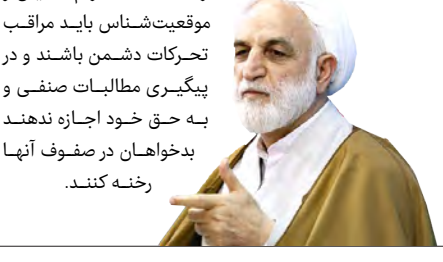 موقعیت‌شناس باید مراقب
تحرکات دشمن باشند و در
پیگیری مطالبات صنفی و
به حق خود اجازه ندهند
بدخواهان در صفوف آنها
رخنه کنند.